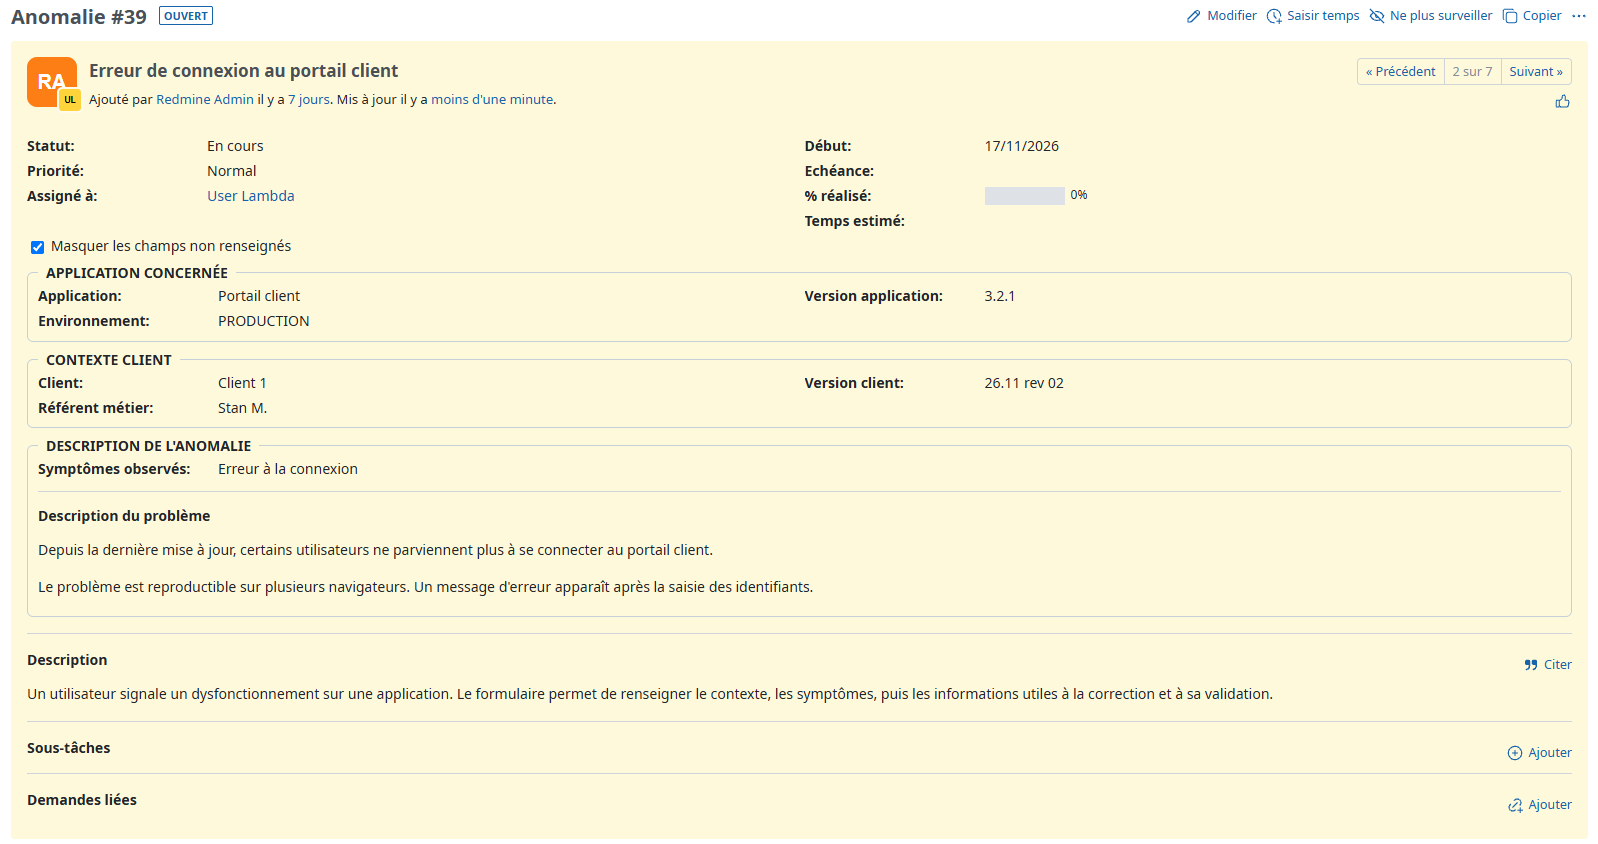 Anomalie #39 OUVERT Modifier Saisir temps Ne plus surveiller Copier ...
RA UL
Erreur de connexion au portail client « Précédent 2 sur 7 Suivant »
Ajouté par Redmine Admin il y a 7 jours. Mis à jour il y a moins d'une minute.
Statut: En cours Début: 17/11/2026
Priorité: Normal Echéance:
Assigné à: User Lambda % réalisé: 0%
Temps estimé:
Masquer les champs non renseignés
APPLICATION CONCERNÉE
Application: Portail client Version application: 3.2.1
Environnement: PRODUCTION
CONTEXTE CLIENT
Client: Client 1 Version client: 26.11 rev 02
Référent métier: Stan M.
DESCRIPTION DE L'ANOMALIE
Symptômes observés: Erreur à la connexion
Description du problème
Depuis la dernière mise à jour, certains utilisateurs ne parviennent plus à se connecter au portail client.
Le problème est reproductible sur plusieurs navigateurs. Un message d'erreur apparaît après la saisie des identifiants.
Description Citer
Un utilisateur signale un dysfonctionnement sur une application. Le formulaire permet de renseigner le contexte, les symptômes, puis les informations utiles à la correction et à sa validation.
Sous-tâches Ajouter
Demandes liées Ajouter